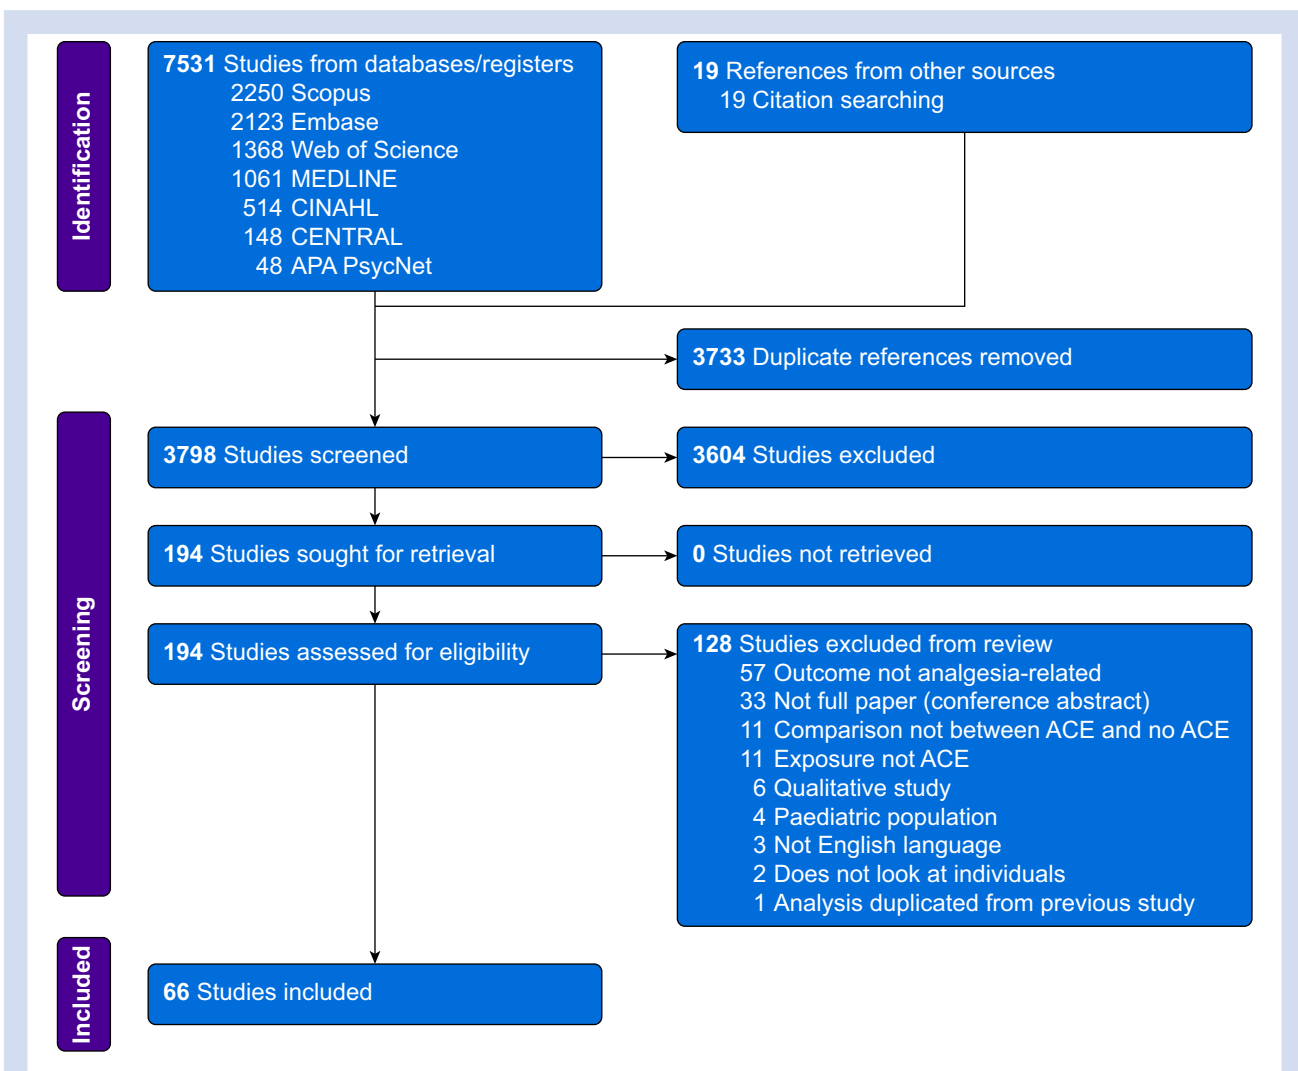 Identification
7531 Studies from databases/registers
2250 Scopus
2123 Embase
1368 Web of Science
1061 MEDLINE
514 CINAHL
148 CENTRAL
48 APA PsycNet
19 References from other sources
19 Citation searching
3733 Duplicate references removed
Screening
3798 Studies screened
3604 Studies excluded
194 Studies sought for retrieval
0 Studies not retrieved
194 Studies assessed for eligibility
128 Studies excluded from review
57 Outcome not analgesia-related
33 Not full paper (conference abstract)
11 Comparison not between ACE and no ACE
11 Exposure not ACE
6 Qualitative study
4 Paediatric population
3 Not English language
2 Does not look at individuals
1 Analysis duplicated from previous study
Included
66 Studies included